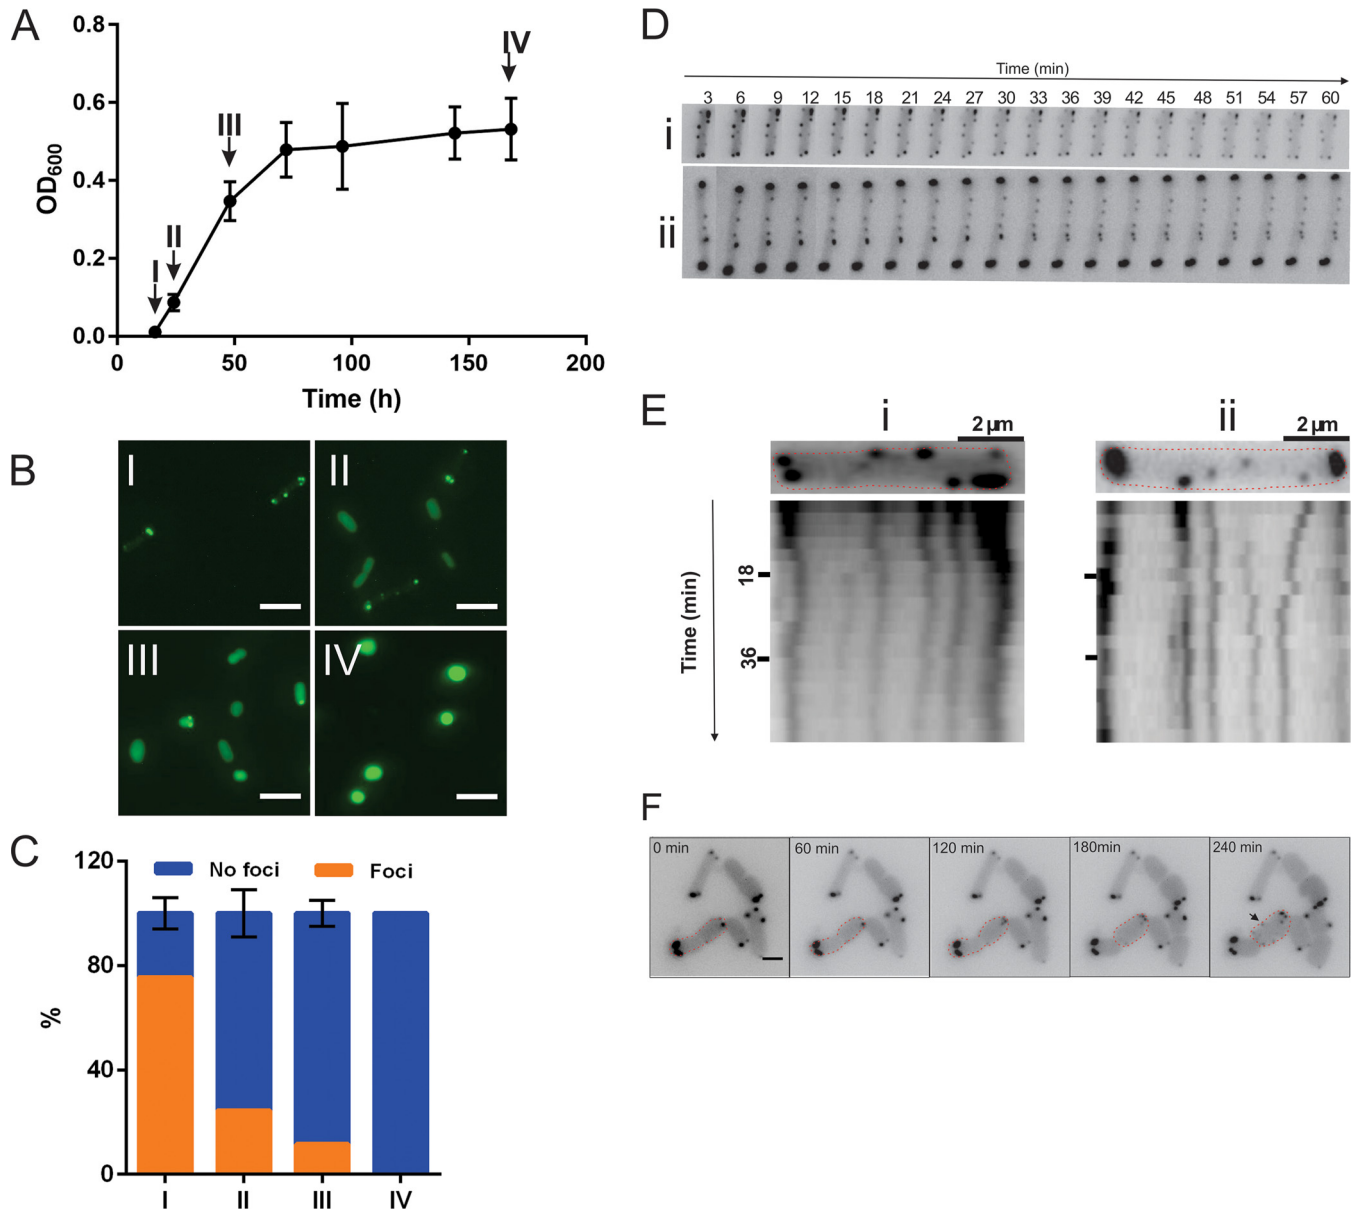 A
0.8
0.6
0.4
0.2
0.0
OD600
I
II
III
IV
0 50 100 150 200
Time (h)
B
I
II
III
IV
C
120
80
40
0
%
No foci Foci
I II III IV
D
Time (min)
3 6 9 12 15 18 21 24 27 30 33 36 39 42 45 48 51 54 57 60
i
ii
E
i
2 µm
ii
2 µm
Time (min)
18
36
F
0 min
60 min
120 min
180min
240 min